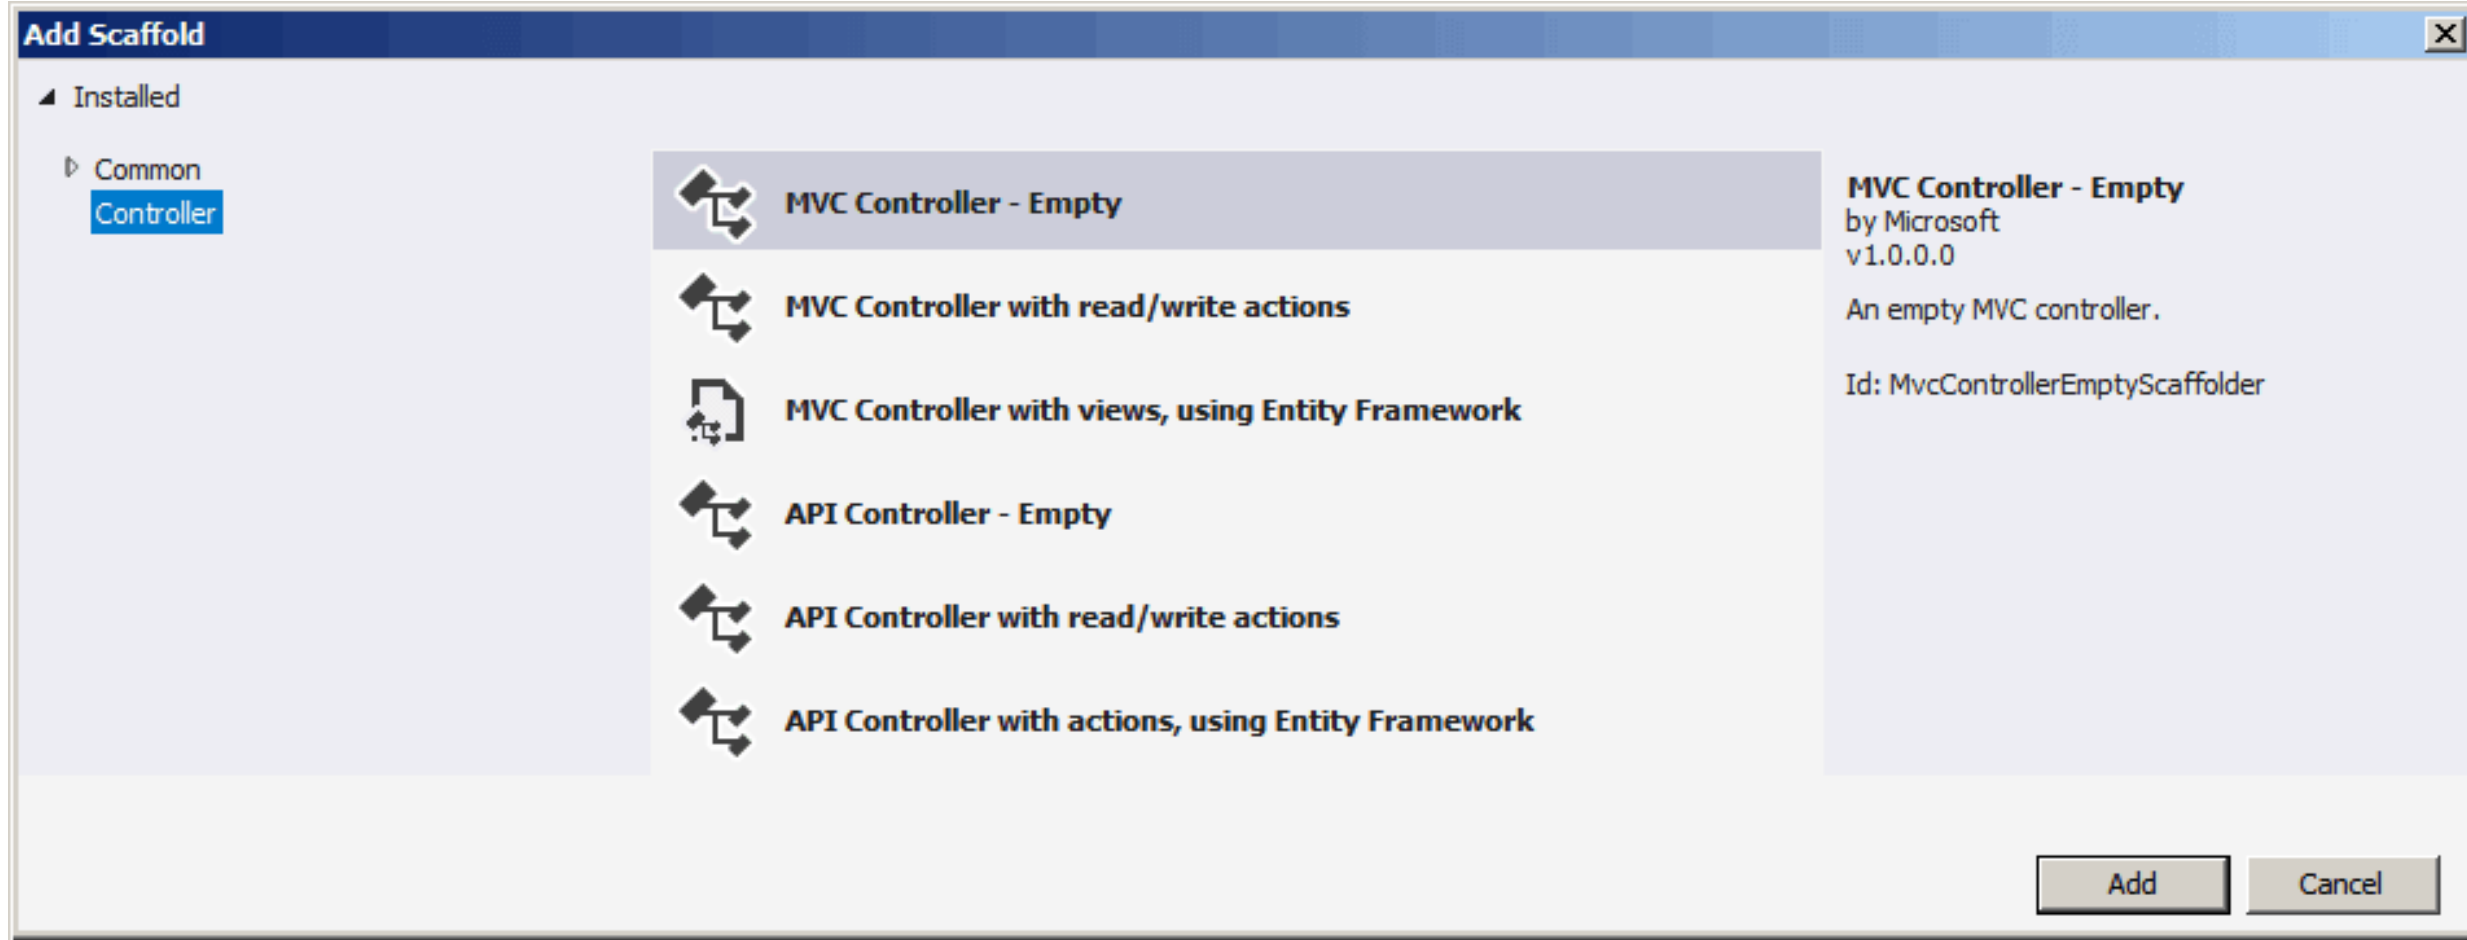 Add Scaffold
Installed
Common
Controller
MVC Controller - Empty
MVC Controller with read/write actions
MVC Controller with views, using Entity Framework
API Controller - Empty
API Controller with read/write actions
API Controller with actions, using Entity Framework
MVC Controller - Empty
by Microsoft
v1.0.0.0
An empty MVC controller.
Id: MvcControllerEmptyScaffolder
Add
Cancel